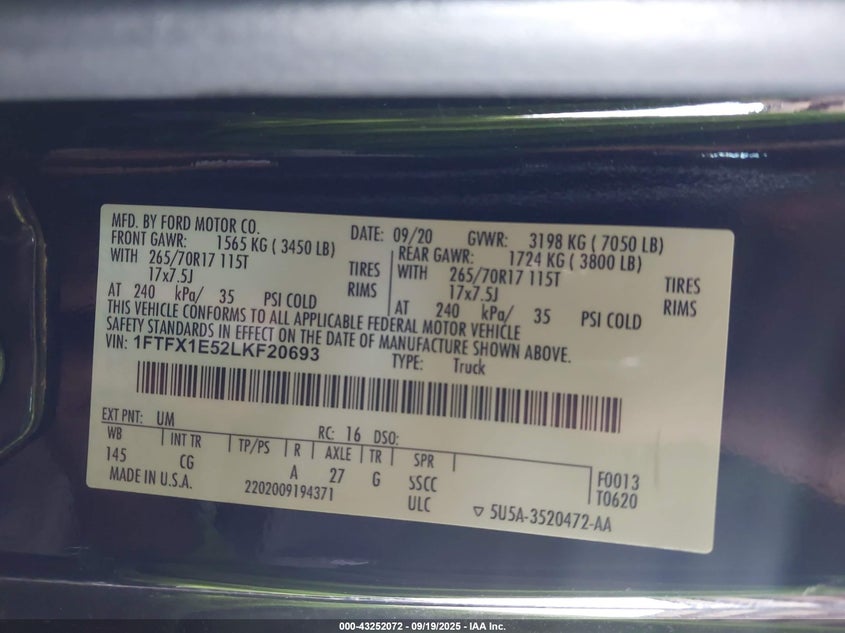 MFD. BY FORD MOTOR CO. DATE: 09/20 GVWR: 3198 KG ( 7050 LB)
FRONT GAWR: 1565 KG ( 3450 LB) REAR GAWR: 1724 KG ( 3800 LB)
WITH 265/70R17 115T TIRES WITH 265/70R17 115T TIRES
17x7.5J RIMS 17x7.5J RIMS
AT 240 kPa/ 35 PSI COLD AT 240 kPa/ 35 PSI COLD
THIS VEHICLE CONFORMS TO ALL APPLICABLE FEDERAL MOTOR VEHICLE
SAFETY STANDARDS IN EFFECT ON THE DATE OF MANUFACTURE SHOWN ABOVE.
VIN: 1FTFX1E52LKF20693 TYPE: Truck
EXT PNT: UM RC: 16 DSO:
WB INT TR TP/PS R AXLE TR SPR
145 CG A 27 G SSCC F0013
MADE IN U.S.A. 2202009194371 ULC T0620
▽ 5U5A-3520472-AA
000-43252072 - 09/19/2025 - IAA Inc.